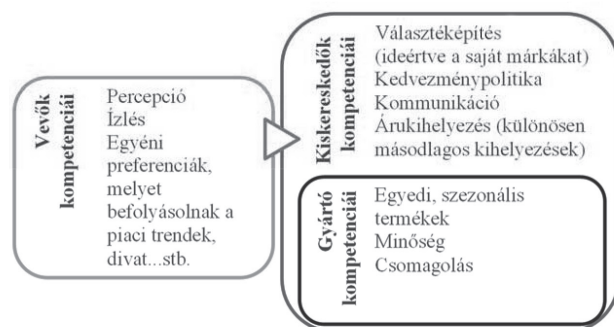 Vevők
kompetenciái
Percepció
Ízlés
Egyéni
preferenciák,
melyet
befolyásolnak a
piaci trendek,
divat...stb.
Kiskereskedők
kompetenciái
Választéképítés
(ideértve a saját márkákat)
Kedvezménypolitika
Kommunikáció
Árukihelyezés (különösen
másodlagos kihelyezések)
Gyártó
kompetenciái
Egyedi, szezonális
termékek
Minőség
Csomagolás